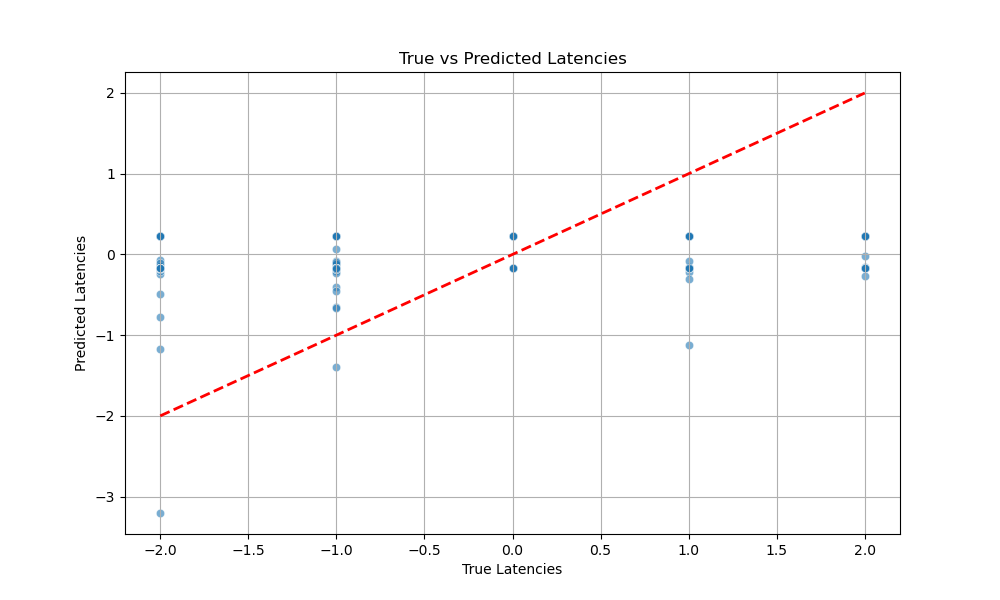 True vs Predicted Latencies
2
1
0
−1
−2
−3
Predicted Latencies
−2.0 −1.5 −1.0 −0.5 0.0 0.5 1.0 1.5 2.0
True Latencies